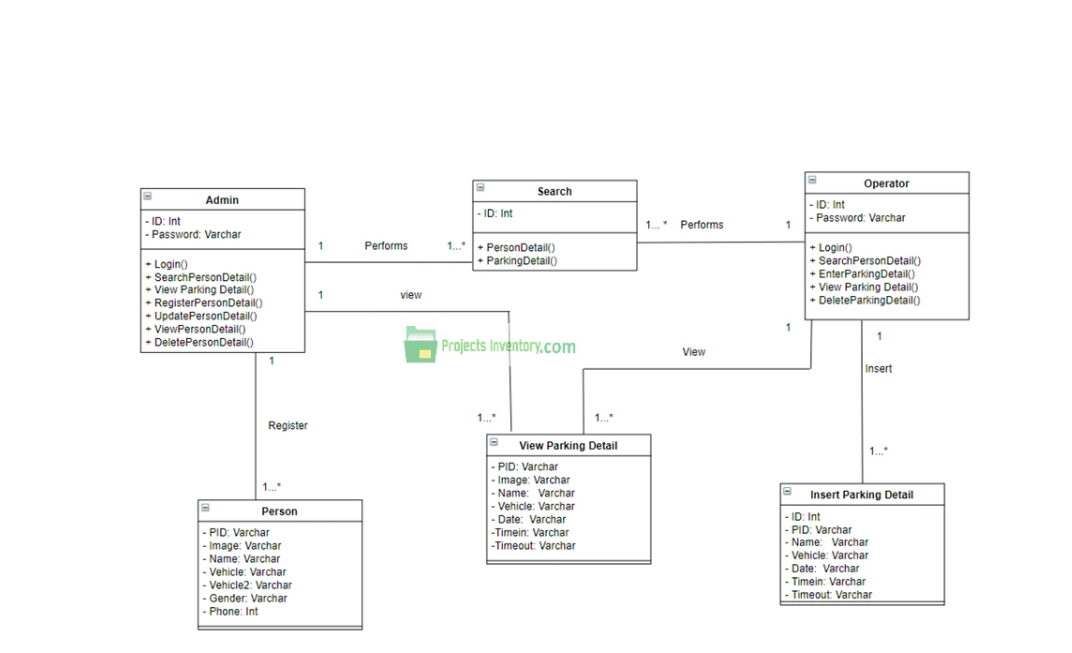 Admin
- ID: Int
- Password: Varchar
+ Login()
+ SearchPersonDetail()
+ View Parking Detail()
+ RegisterPersonDetail()
+ UpdatePersonDetail()
+ ViewPersonDetail()
+ DeletePersonDetail()
1
Performs
1...*
Search
- ID: Int
+ PersonDetail()
+ ParkingDetail()
1... *
Performs
1
Operator
- ID: Int
- Password: Varchar
+ Login()
+ SearchPersonDetail()
+ EnterParkingDetail()
+ View Parking Detail()
+ DeleteParkingDetail()
1
view
1...*
Projects Inventory.com
1
View
1...*
1
Insert
1...*
1
Register
1...*
Person
- PID: Varchar
- Image: Varchar
- Name: Varchar
- Vehicle: Varchar
- Vehicle2: Varchar
- Gender: Varchar
- Phone: Int
View Parking Detail
- PID: Varchar
- Image: Varchar
- Name: Varchar
- Vehicle: Varchar
- Date: Varchar
-Timein: Varchar
-Timeout: Varchar
Insert Parking Detail
- ID: Int
- PID: Varchar
- Name: Varchar
- Vehicle: Varchar
- Date: Varchar
- Timein: Varchar
- Timeout: Varchar